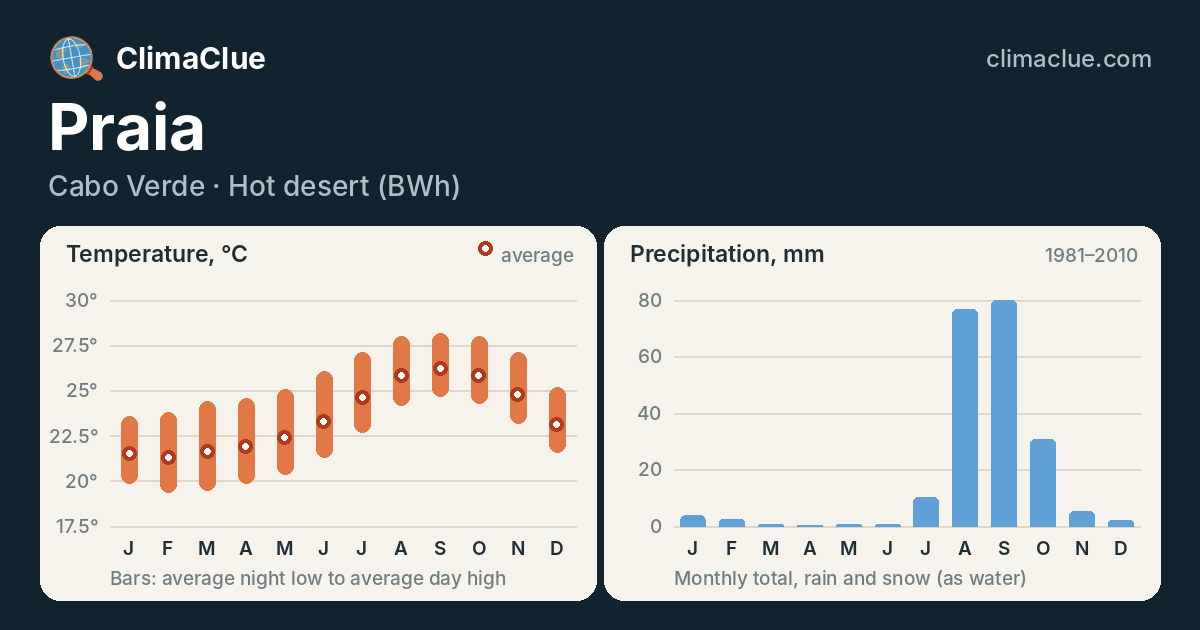 ClimaClue
climaclue.com
Praia
Cabo Verde · Hot desert (BWh)
Temperature, °C
average
30°
27.5°
25°
22.5°
20°
17.5°
J F M A M J J A S O N D
Bars: average night low to average day high
Precipitation, mm
1981–2010
80
60
40
20
0
J F M A M J J A S O N D
Monthly total, rain and snow (as water)